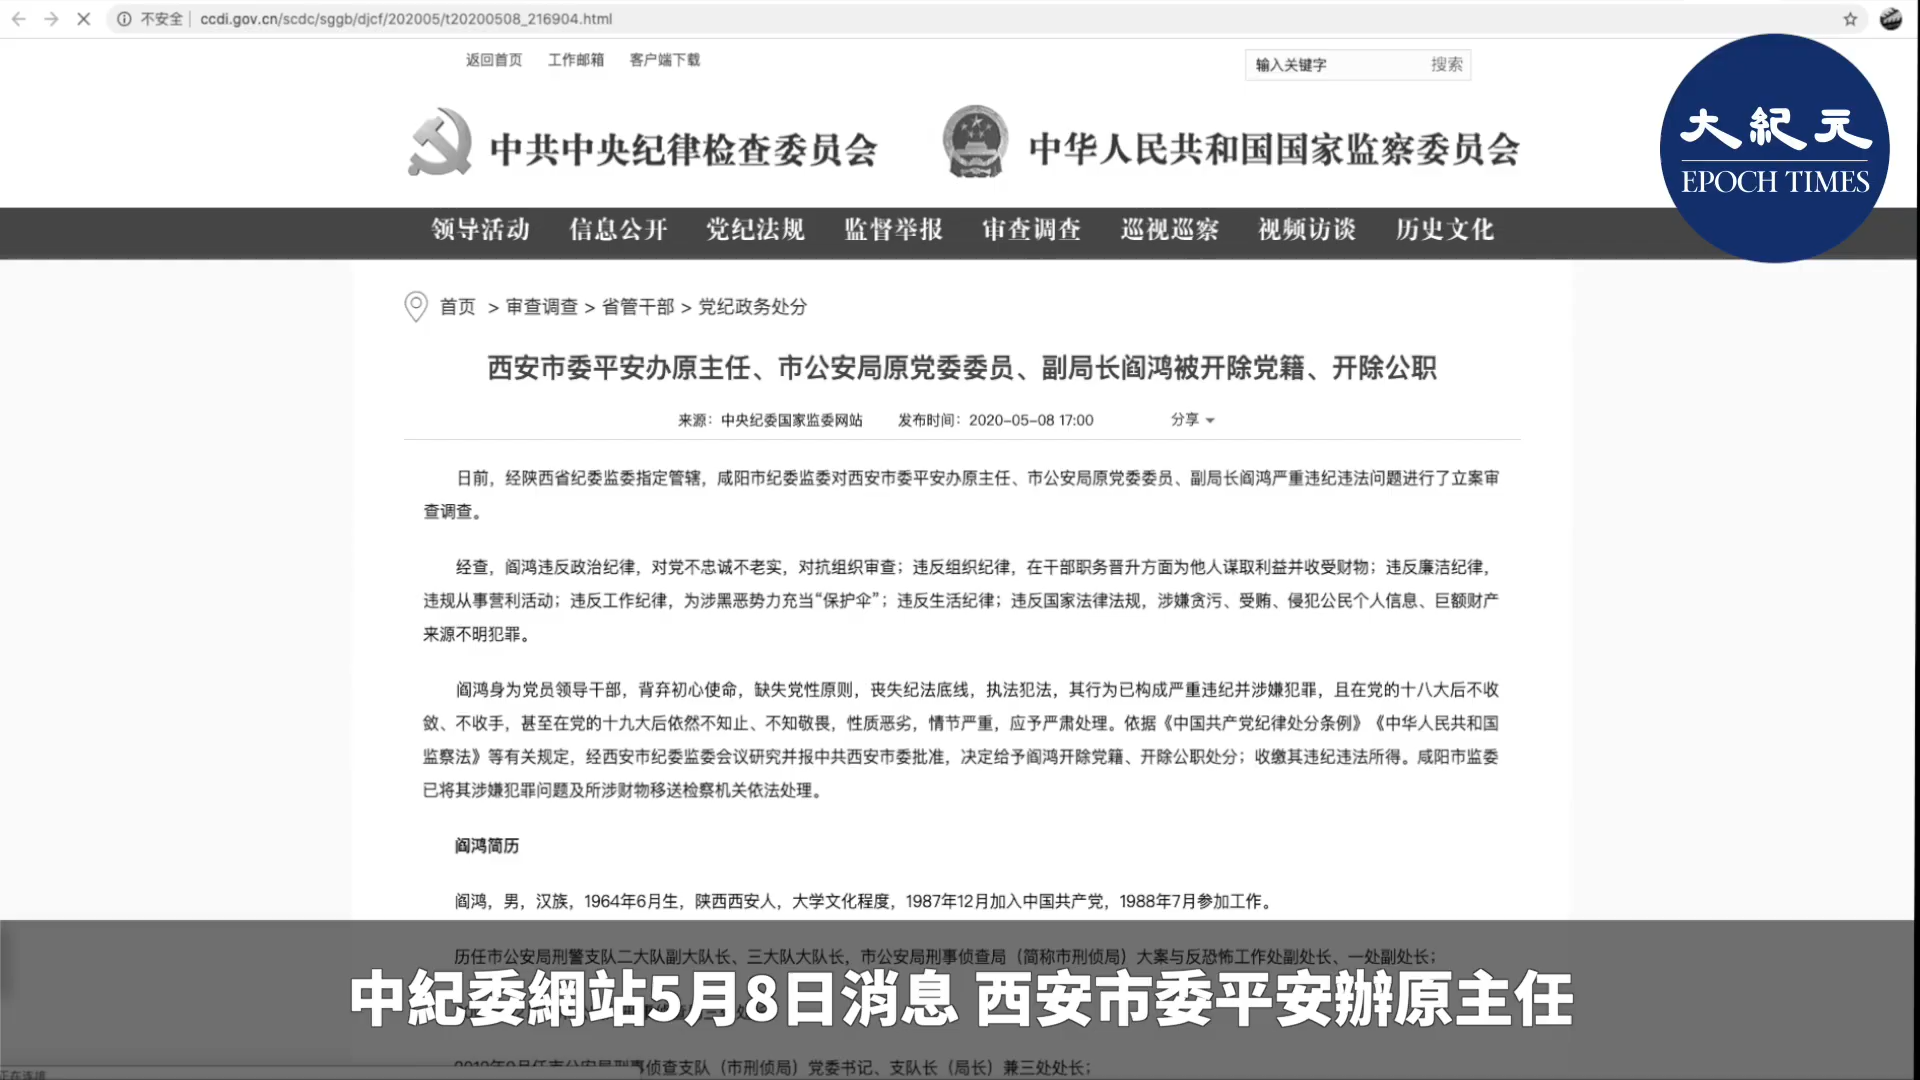 不安全 ccdi.gov.cn/scdc/sggb/djcf/202005/t20200508_216904.html
返回首页 工作邮箱 客户端下载 输入关键字 搜索
大紀元
EPOCH TIMES
中共中央纪律检查委员会 中华人民共和国国家监察委员会
领导活动 信息公开 党纪法规 监督举报 审查调查 巡视巡察 视频访谈 历史文化
首页 > 审查调查 > 省管干部 > 党纪政务处分
西安市委平安办原主任、市公安局原党委委员、副局长阎鸿被开除党籍、开除公职
来源：中央纪委国家监委网站 发布时间：2020-05-08 17:00 分享
日前，经陕西省纪委监委指定管辖，咸阳市纪委监委对西安市委平安办原主任、市公安局原党委委员、副局长阎鸿严重违纪违法问题进行了立案审
查调查。
经查，阎鸿违反政治纪律，对党不忠诚不老实，对抗组织审查；违反组织纪律，在干部职务晋升方面为他人谋取利益并收受财物；违反廉洁纪律，
违规从事营利活动；违反工作纪律，为涉黑恶势力充当“保护伞”；违反生活纪律；违反国家法律法规，涉嫌贪污、受贿、侵犯公民个人信息、巨额财产
来源不明犯罪。
阎鸿身为党员领导干部，背弃初心使命，缺失党性原则，丧失纪法底线，执法犯法，其行为已构成严重违纪并涉嫌犯罪，且在党的十八大后不收
敛、不收手，甚至在党的十九大后依然不知止、不知敬畏，性质恶劣，情节严重，应予严肃处理。依据《中国共产党纪律处分条例》《中华人民共和国
监察法》等有关规定，经西安市纪委监委会议研究并报中共西安市委批准，决定给予阎鸿开除党籍、开除公职处分；收缴其违纪违法所得。咸阳市监委
已将其涉嫌犯罪问题及所涉财物移送检察机关依法处理。
阎鸿简历
阎鸿，男，汉族，1964年6月生，陕西西安人，大学文化程度，1987年12月加入中国共产党，1988年7月参加工作。
历任市公安局刑警支队二大队副大队长、三大队大队长，市公安局刑事侦查局（简称市刑侦局）大案与反恐怖工作处副处长、一处副处长；
中紀委網站5月8日消息 西安市委平安辦原主任
任市公安局刑事侦查支队（市刑侦局）党委书记、支队长（局长）兼三处处长；
正在连接